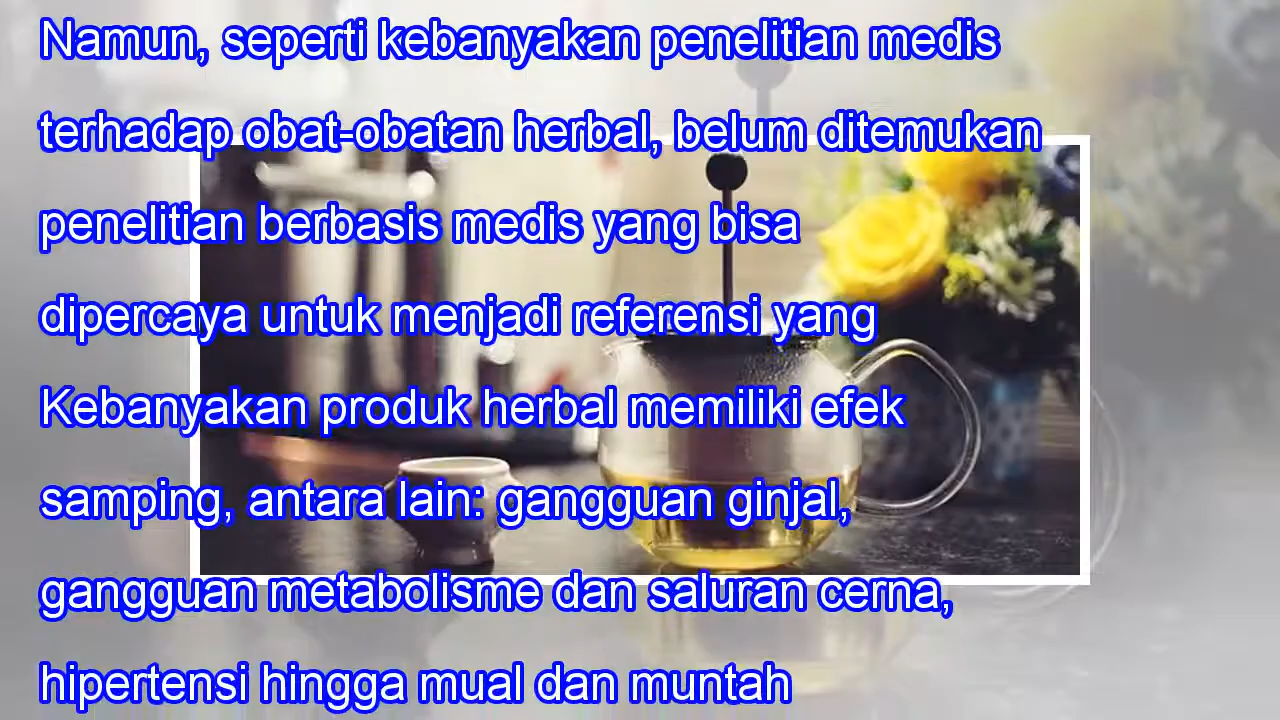 Namun, seperti kebanyakan penelitian medis
terhadap obat-obatan herbal, belum ditemukan
penelitian berbasis medis yang bisa
dipercaya untuk menjadi referensi yang
Kebanyakan produk herbal memiliki efek
samping, antara lain: gangguan ginjal,
gangguan metabolisme dan saluran cerna,
hipertensi hingga mual dan muntah